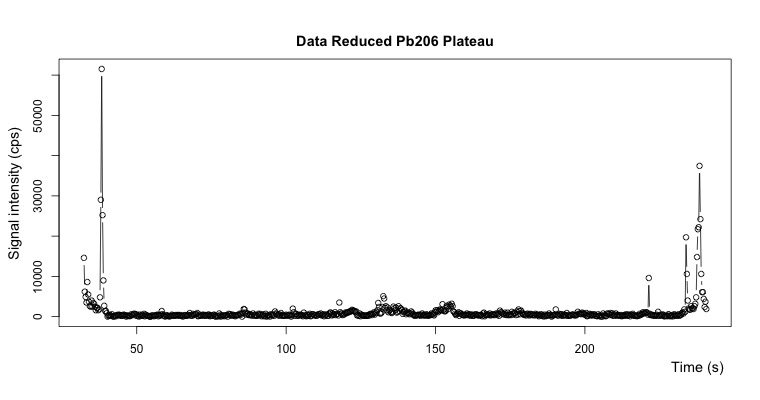 Data Reduced Pb206 Plateau
Signal intensity (cps)
50000
30000
10000
0
50
100
150
200
Time (s)